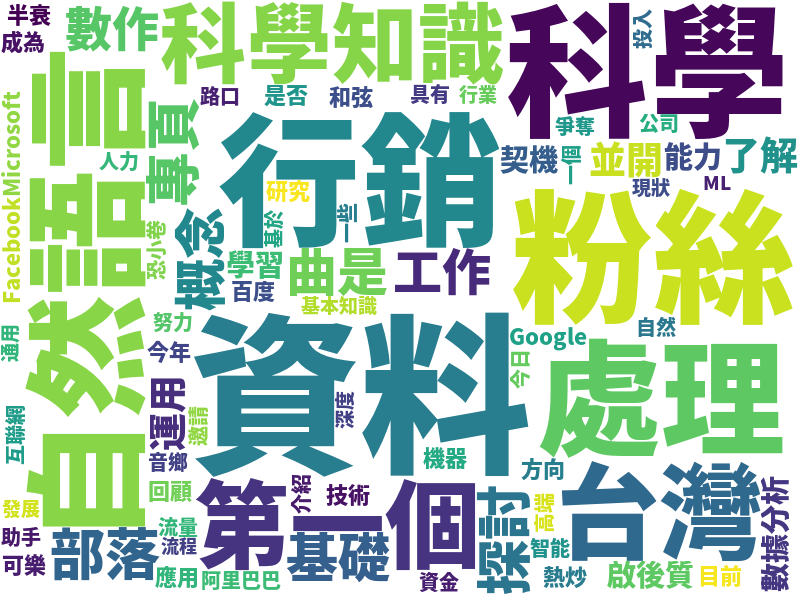 半衰
成為
數作
科學知識
科學
投入
路口
是否
和弦
具有
行業
爭奪
公司
自然語言
專頁
FacebookMicrosoft
人力
行銷
契機
並開
能力
了解
現狀
ML
研究
一些
基於
恐小巷
概念
學習
百度
曲是
工作
粉絲
基本知識
通用
努力
今年
資料
Google
自然
今日
處理
互聯網
運用
邀請
深度
音鄉
機器
方向
回顧
第一個
介紹
技術
探討
高端
台灣
數據分析
發展
助手
可樂
部落
流量
流程
應用
阿里巴巴
基礎
資金
智能
熱炒
啟後質
目前